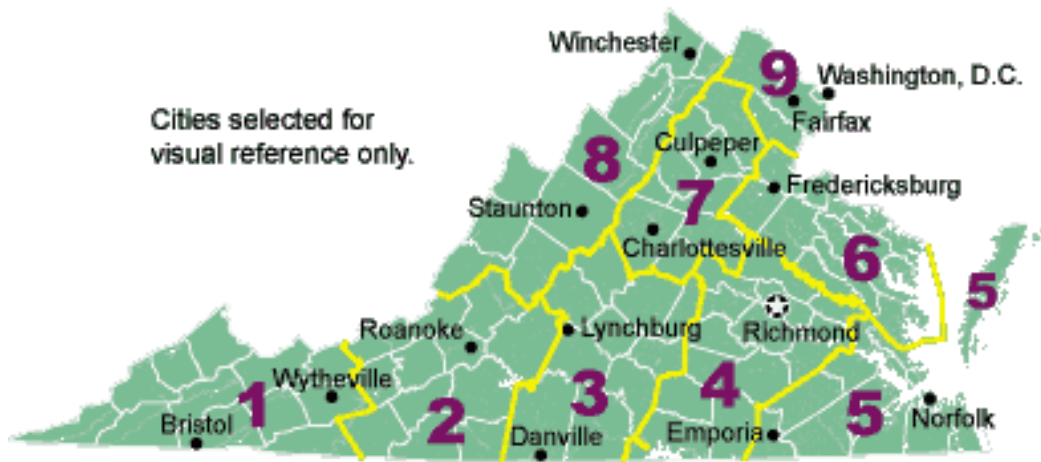 Winchester
9
Washington, D.C.
Fairfax
Cities selected for
visual reference only.
Culpeper
8
7
Fredericksburg
Staunton
Charlottesville
6
5
Richmond
Roanoke
Lynchburg
Wytheville
1
2
3
4
5
Bristol
Danville
Emporia
Norfolk